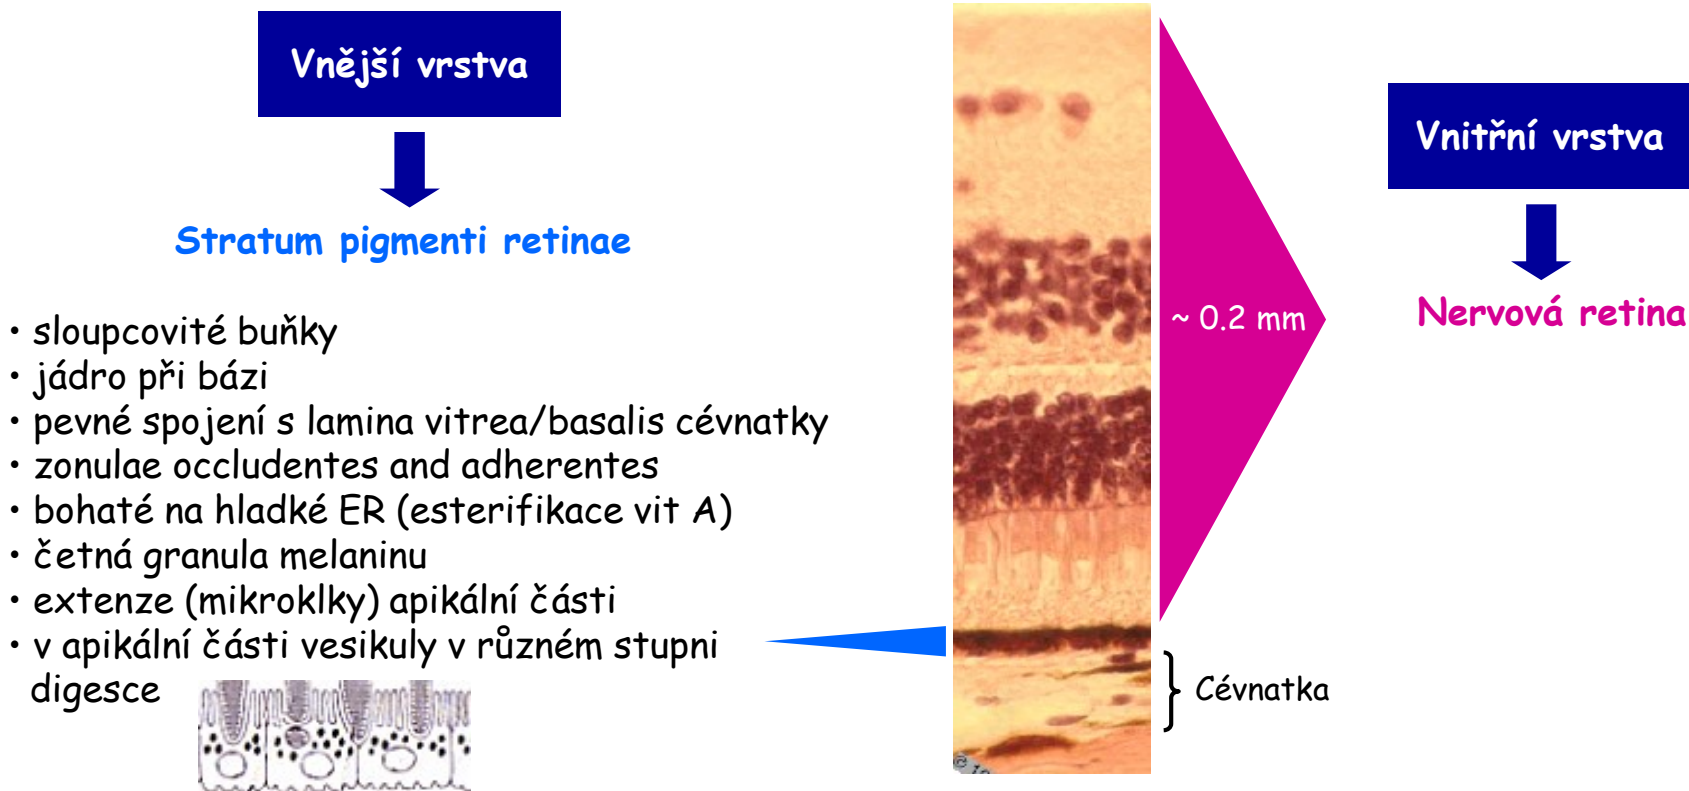 Vnější vrstva
Stratum pigmenti retinae
• sloupcovité buňky
• jádro při bázi
• pevné spojení s lamina vitrea/basalis cévnatky
• zonulae occludentes and adherentes
• bohaté na hladké ER (esterifikace vit A)
• četná granula melaninu
• extenze (mikroklky) apikální části
• v apikální části vesikuly v různém stupni
digesce
~ 0.2 mm
Cévnatka
Vnitřní vrstva
Nervová retina